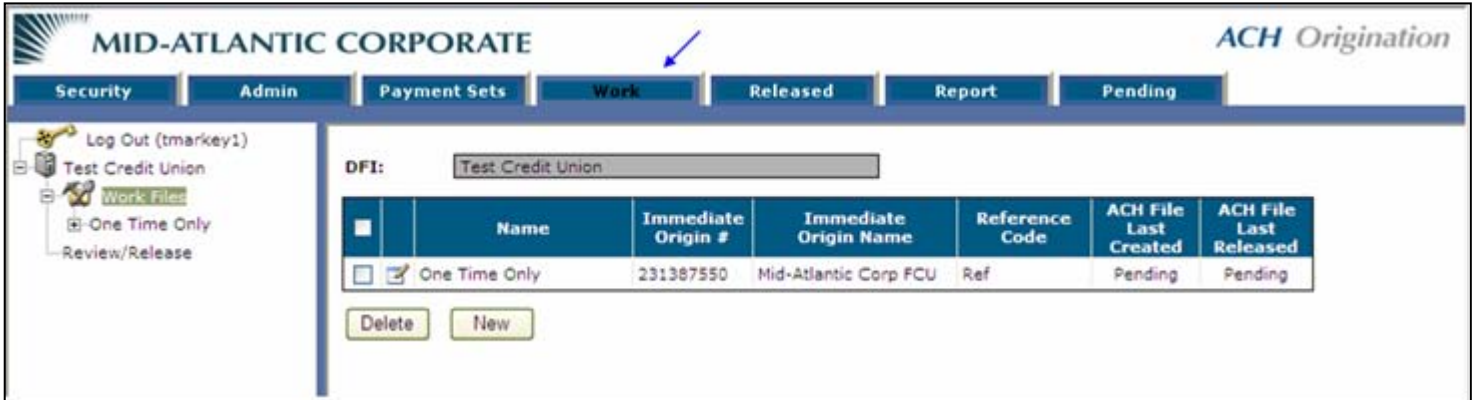 MID-ATLANTIC CORPORATE
ACH Origination
Security Admin Payment Sets Work Released Report Pending
Log Out (tmarkey1)
Test Credit Union
Work Files
One Time Only
Review/Release
DFI: Test Credit Union
Name Immediate Origin # Immediate Origin Name Reference Code ACH File Last Created ACH File Last Released
One Time Only 231387550 Mid-Atlantic Corp FCU Ref Pending Pending
Delete New